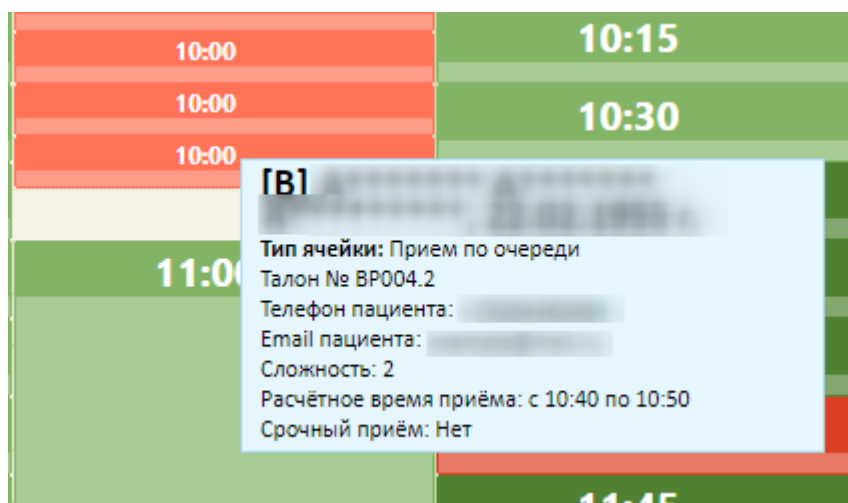 10:00
10:15
10:00
10:30
10:00
[В]
Тип ячейки: Прием по очереди
Талон № ВР004.2
Телефон пациента:
Email пациента:
Сложность: 2
Расчётное время приёма: с 10:40 по 10:50
Срочный приём: Нет
11:00
11:45